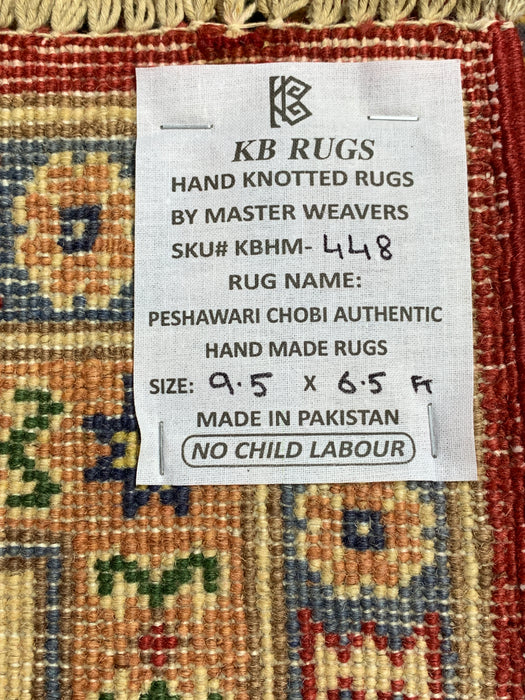 KB RUGS
HAND KNOTTED RUGS
BY MASTER WEAVERS
SKU# KBHM- 448
RUG NAME:
PESHAWARI CHOBI AUTHENTIC
HAND MADE RUGS
SIZE: 9.5 X 6.5 FT
MADE IN PAKISTAN
NO CHILD LABOUR